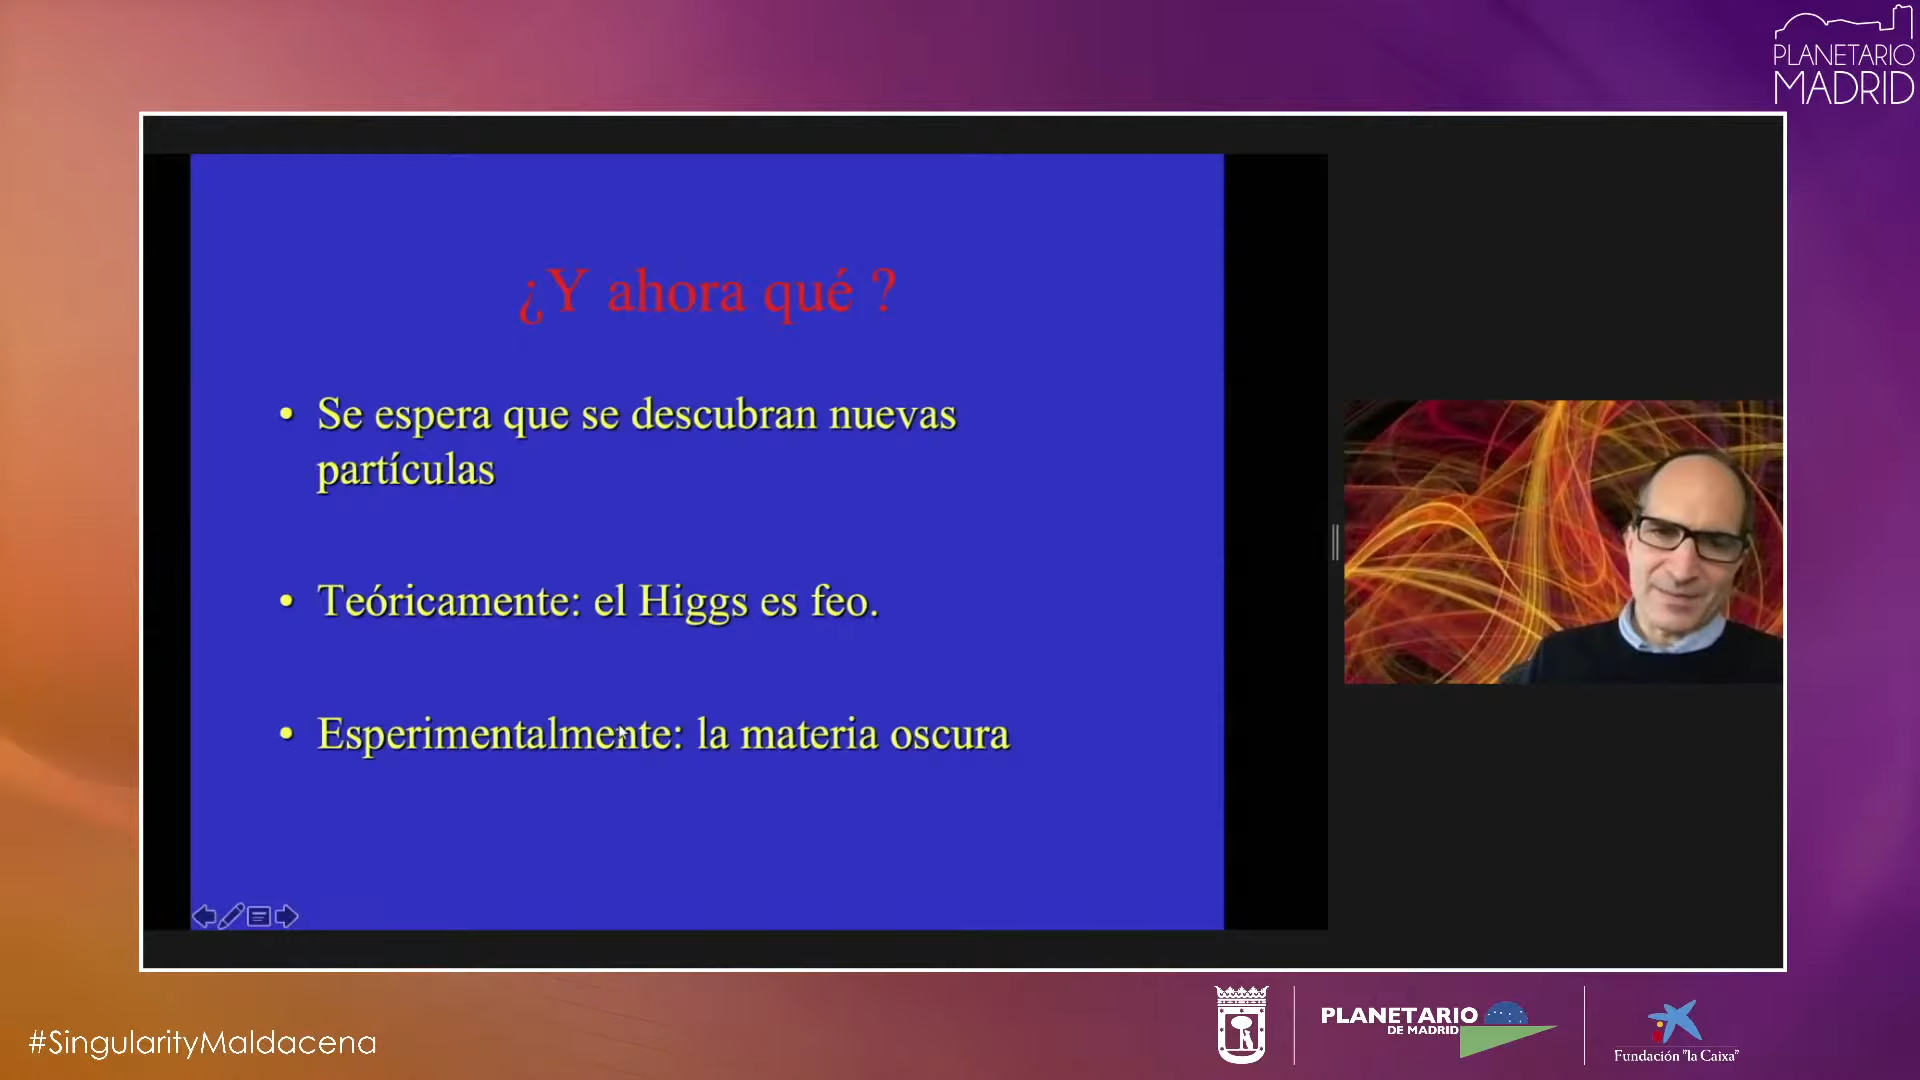 PLANETARIO
MADRID
¿Y ahora qué ?
• Se espera que se descubran nuevas
partículas
• Teóricamente: el Higgs es feo.
• Esperimentalmente: la materia oscura
#SingularityMaldacena
PLANETARIO
DE MADRID
Fundación "la Caixa"